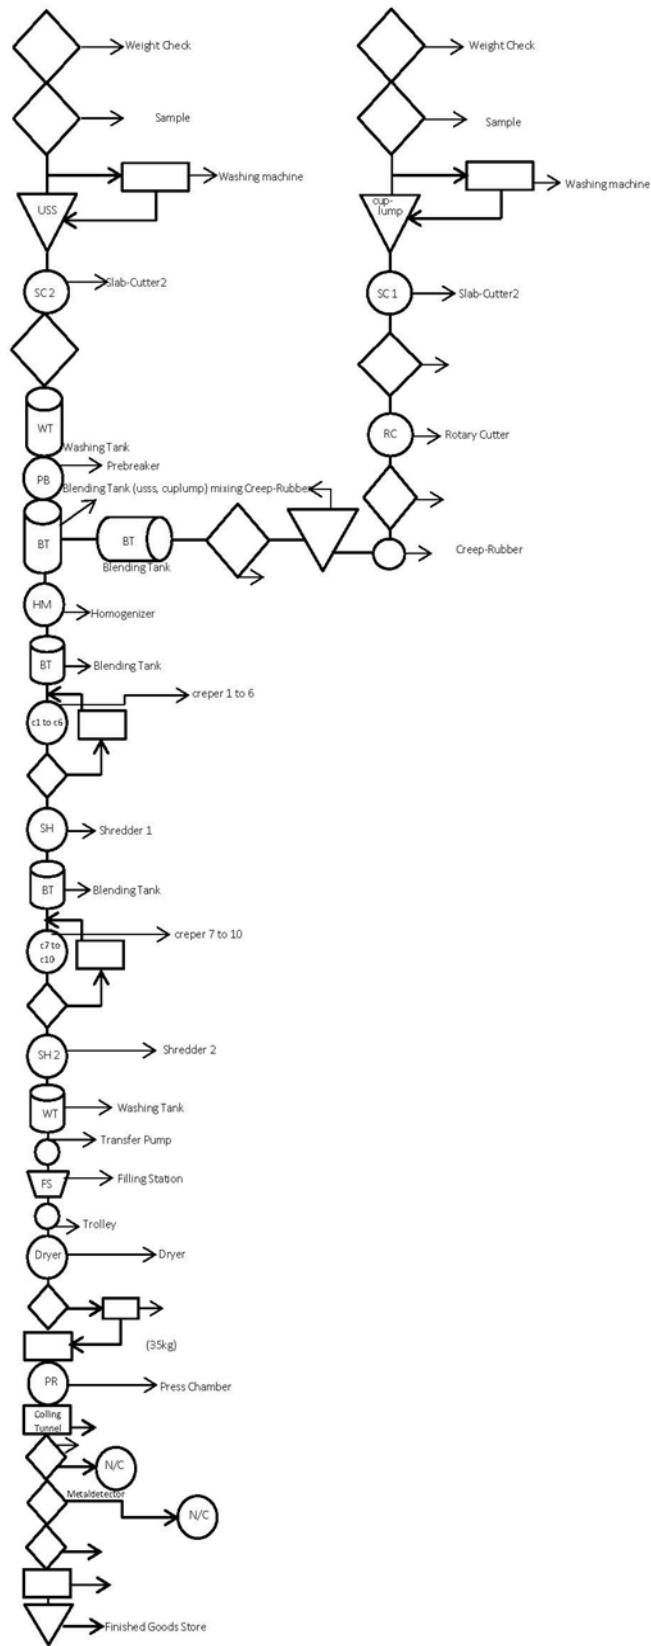 Weight Check
Weight Check
Sample
Sample
Washing machine
Washing machine
USS
cup-
lump
SC 2
Slab-Cutter2
SC 1
Slab-Cutter2
WT
Washing Tank
RC
Rotary Cutter
PB
Prebreaker
Blending Tank (usss, cuplump) mixing Creep-Rubber
BT
BT
Blending Tank
Creep-Rubber
HM
Homogenizer
BT
Blending Tank
creper 1 to 6
c1 to c6
SH
Shredder 1
BT
Blending Tank
creper 7 to 10
c7 to
c10
SH 2
Shredder 2
WT
Washing Tank
Transfer Pump
FS
Filling Station
Trolley
Dryer
Dryer
(35kg)
PR
Press Chamber
Colling
Tunnel
N/C
Metaldetector
N/C
Finished Goods Store